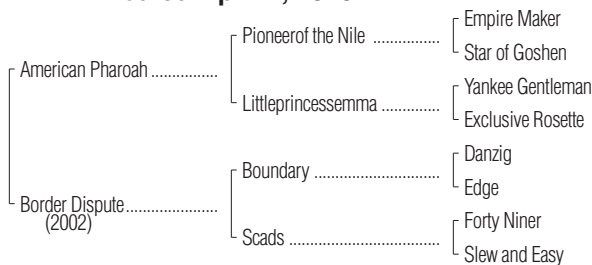 Empire Maker
Pioneerof the Nile ................
Star of Goshen
American Pharoah ................
Yankee Gentleman
Littleprincessemma ..............
Exclusive Rosette
Danzig
Boundary ............................
Edge
Border Dispute.......................
(2002)
Forty Niner
Scads ..................................
Slew and Easy